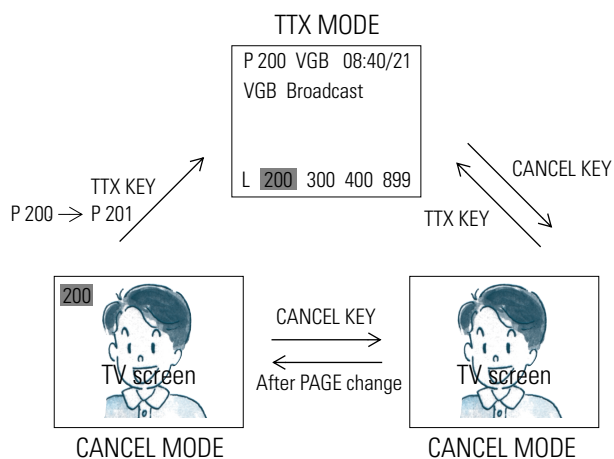 TTX MODE
P 200 VGB 08:40/21
VGB Broadcast
L 200 300 400 899
TTX KEY
P 200 → P 201
CANCEL KEY
TTX KEY
200
TV screen
CANCEL MODE
CANCEL KEY
After PAGE change
TV screen
CANCEL MODE